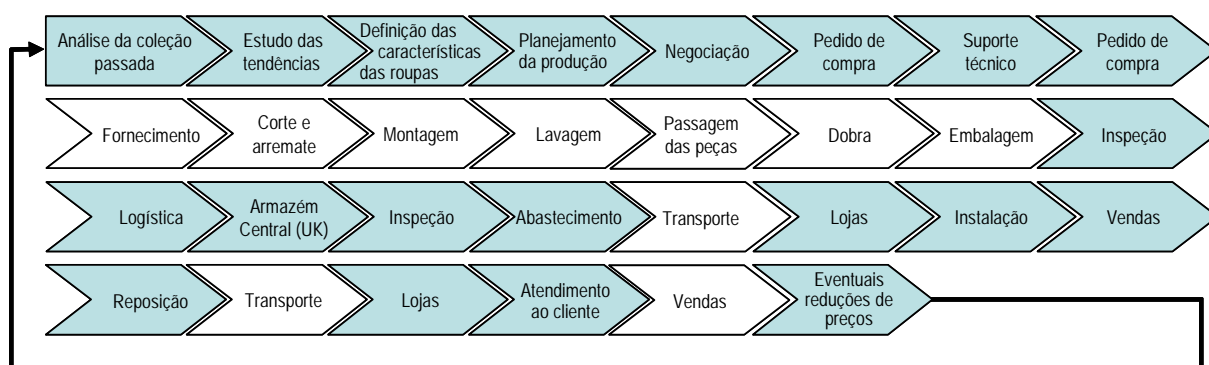 Análise da coleção
passada
Estudo das
tendências
Definição das
características
das roupas
Planejamento
da produção
Negociação
Pedido de
compra
Suporte
técnico
Pedido de
compra
Fornecimento
Corte e
arremate
Montagem
Lavagem
Passagem
das peças
Dobra
Embalagem
Inspeção
Logística
Armazém
Central (UK)
Inspeção
Abastecimento
Transporte
Lojas
Instalação
Vendas
Reposição
Transporte
Lojas
Atendimento
ao cliente
Vendas
Eventuais
reduções de
preços